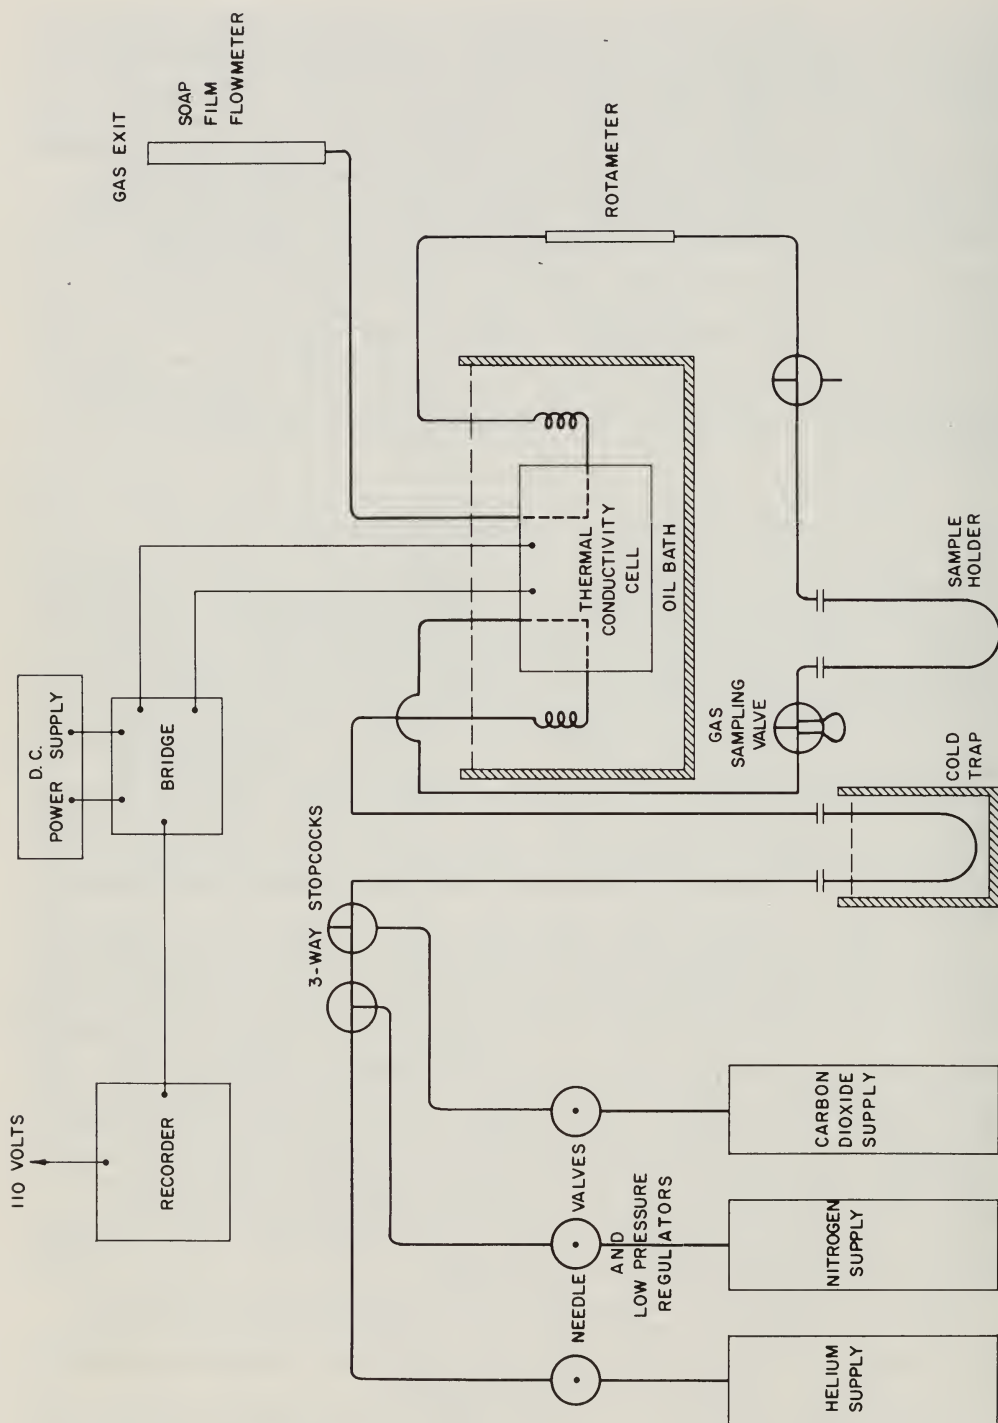 110 VOLTS
RECORDER
D. C.
POWER SUPPLY
BRIDGE
GAS EXIT
SOAP
FILM
FLOWMETER
3-WAY STOPCOCKS
THERMAL
CONDUCTIVITY
CELL
OIL BATH
ROTAMETER
NEEDLE VALVES
AND
LOW PRESSURE
REGULATORS
GAS
SAMPLING
VALVE
HELIUM
SUPPLY
NITROGEN
SUPPLY
CARBON
DIOXIDE
SUPPLY
COLD
TRAP
SAMPLE
HOLDER